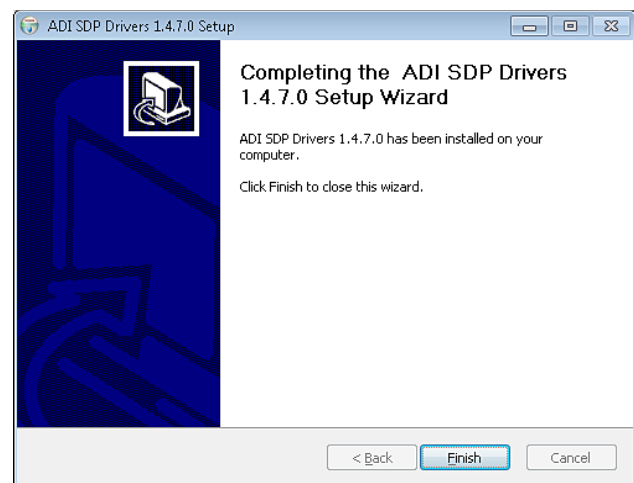 ADI SDP Drivers 1.4.7.0 Setup
Completing the ADI SDP Drivers
1.4.7.0 Setup Wizard
ADI SDP Drivers 1.4.7.0 has been installed on your
computer.
Click Finish to close this wizard.
< Back Finish Cancel